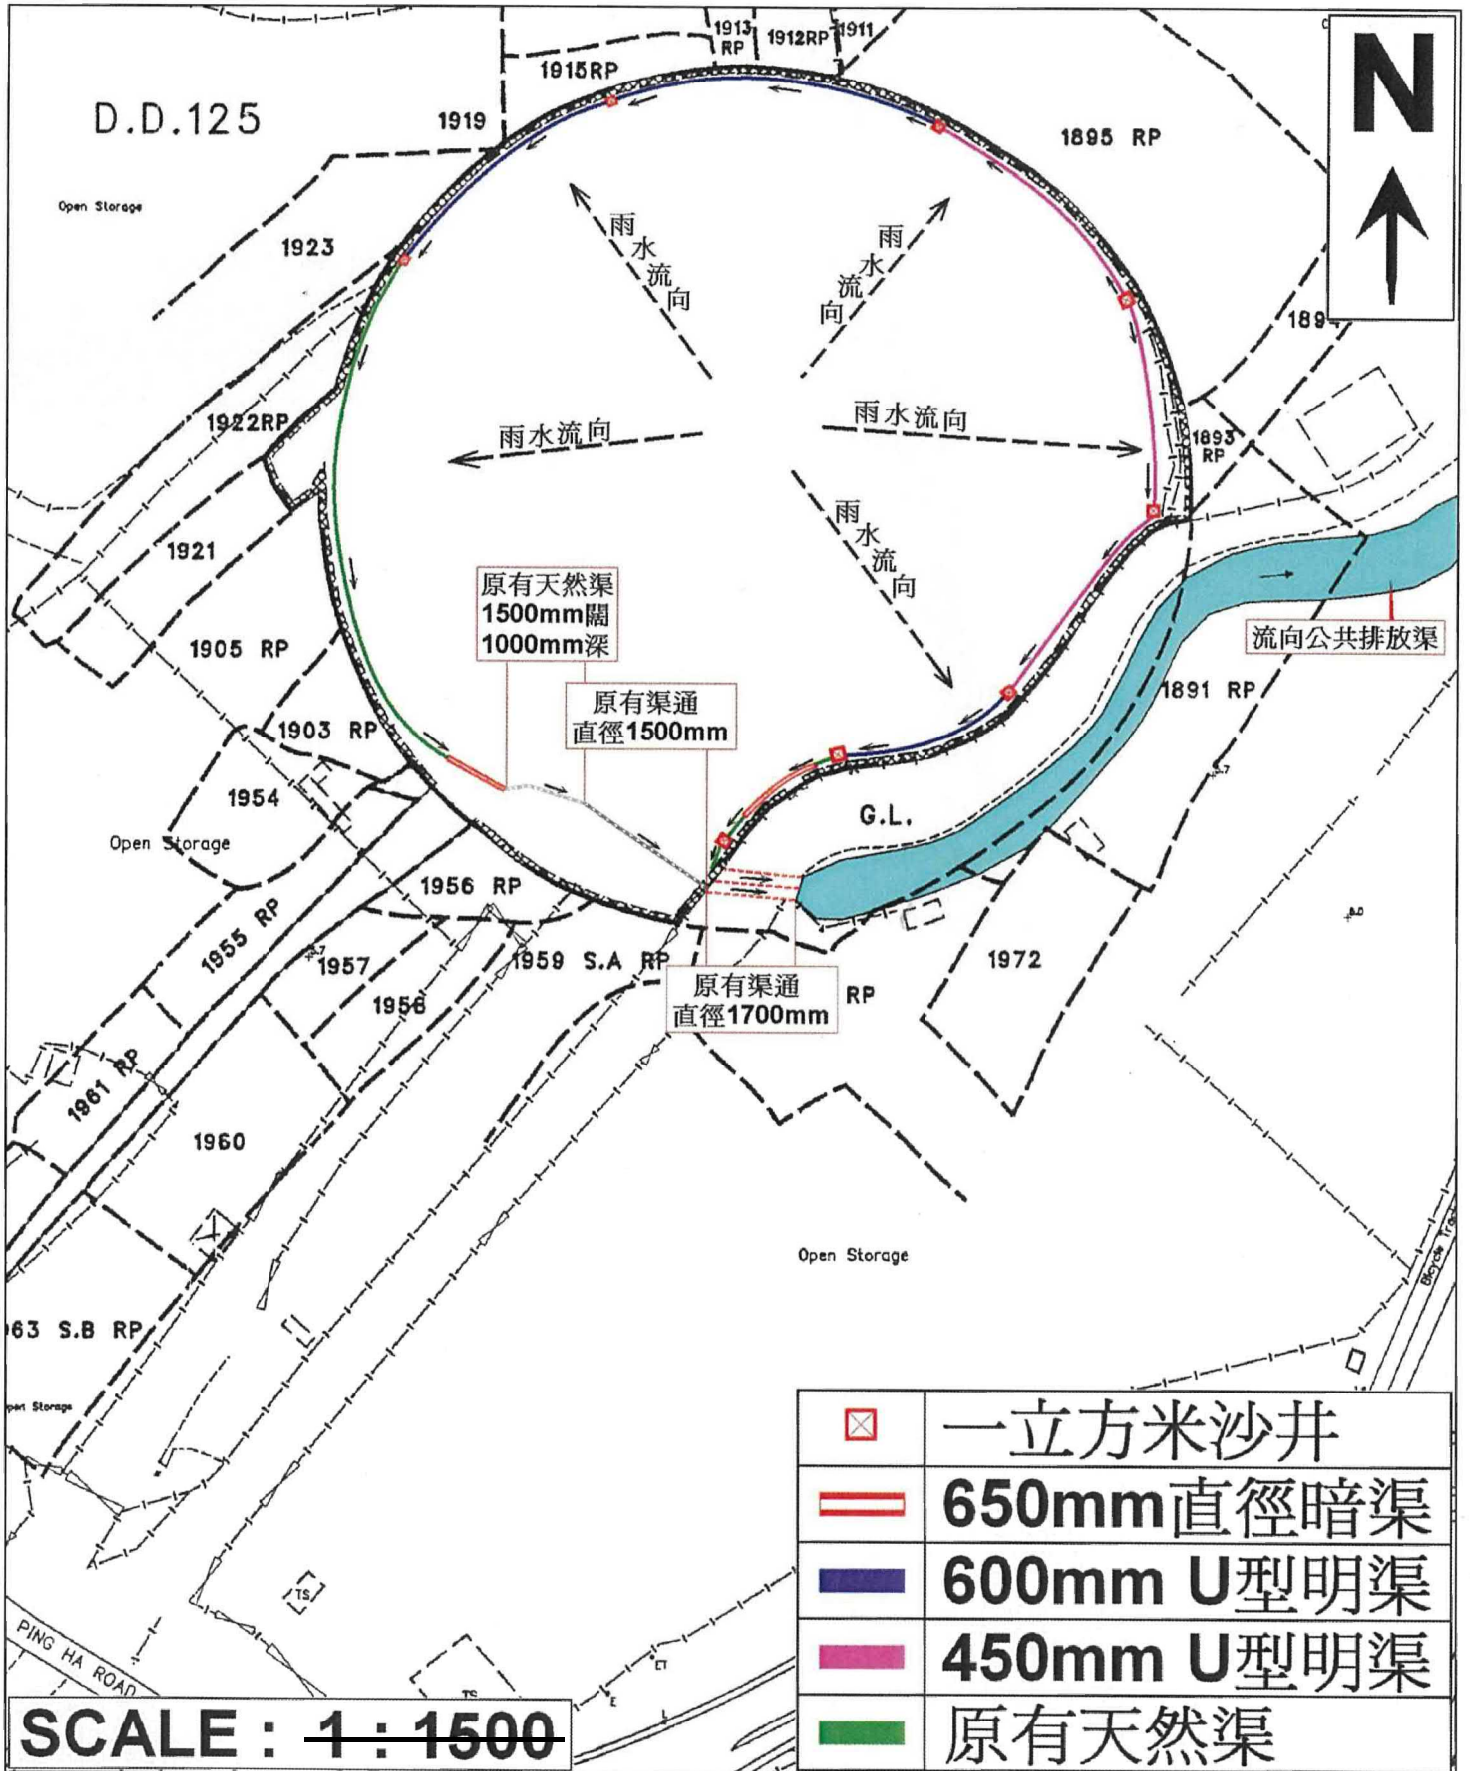 1913
RP
1912RP
1911
1915RP
N
D.D.125
1919
1895 RP
Open Storage
1923
雨水流向
雨水流向
1922RP
雨水流向
雨水流向
1893
RP
1921
雨水流向
原有天然渠
1500mm闊
1000mm深
流向公共排放渠
1905 RP
1891 RP
原有渠通
直徑1500mm
1903 RP
1954
G.L.
Open Storage
1956 RP
1955 RP
1957
1959 S.A RP
1972
原有渠通
直徑1700mm
RP
1958
1961 RP
1960
Open Storage
63 S.B RP
pen Storage
一立方米沙井
650mm直徑暗渠
600mm U型明渠
450mm U型明渠
原有天然渠
TS
PING HA ROAD
TS
ET
E
L
SCALE : 1 : 1500